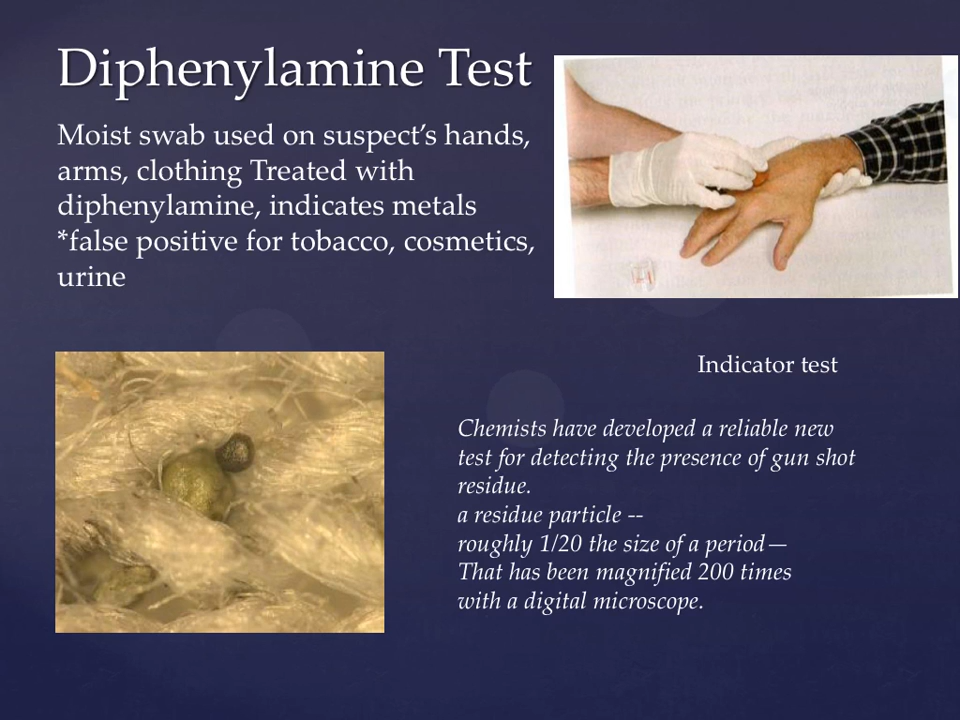 Diphenylamine Test
Moist swab used on suspect’s hands,
arms, clothing Treated with
diphenylamine, indicates metals
*false positive for tobacco, cosmetics,
urine
Indicator test
Chemists have developed a reliable new
test for detecting the presence of gun shot
residue.
a residue particle --
roughly 1/20 the size of a period—
That has been magnified 200 times
with a digital microscope.